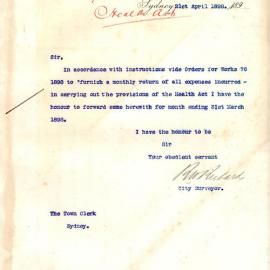 Sydney,
21st April 1898.
189
Health Act
Sir,
In accordance with instructions vide Orders for Works 70
1898 to "furnish a monthly return of all expenses incurred -
in carrying out the provisions of the Health Act I have the
honour to forward same herewith for month ending 31st March
1898.
I have the honour to be
Sir
Your obedient servant
City Surveyor.
The Town Clerk
Sydney.